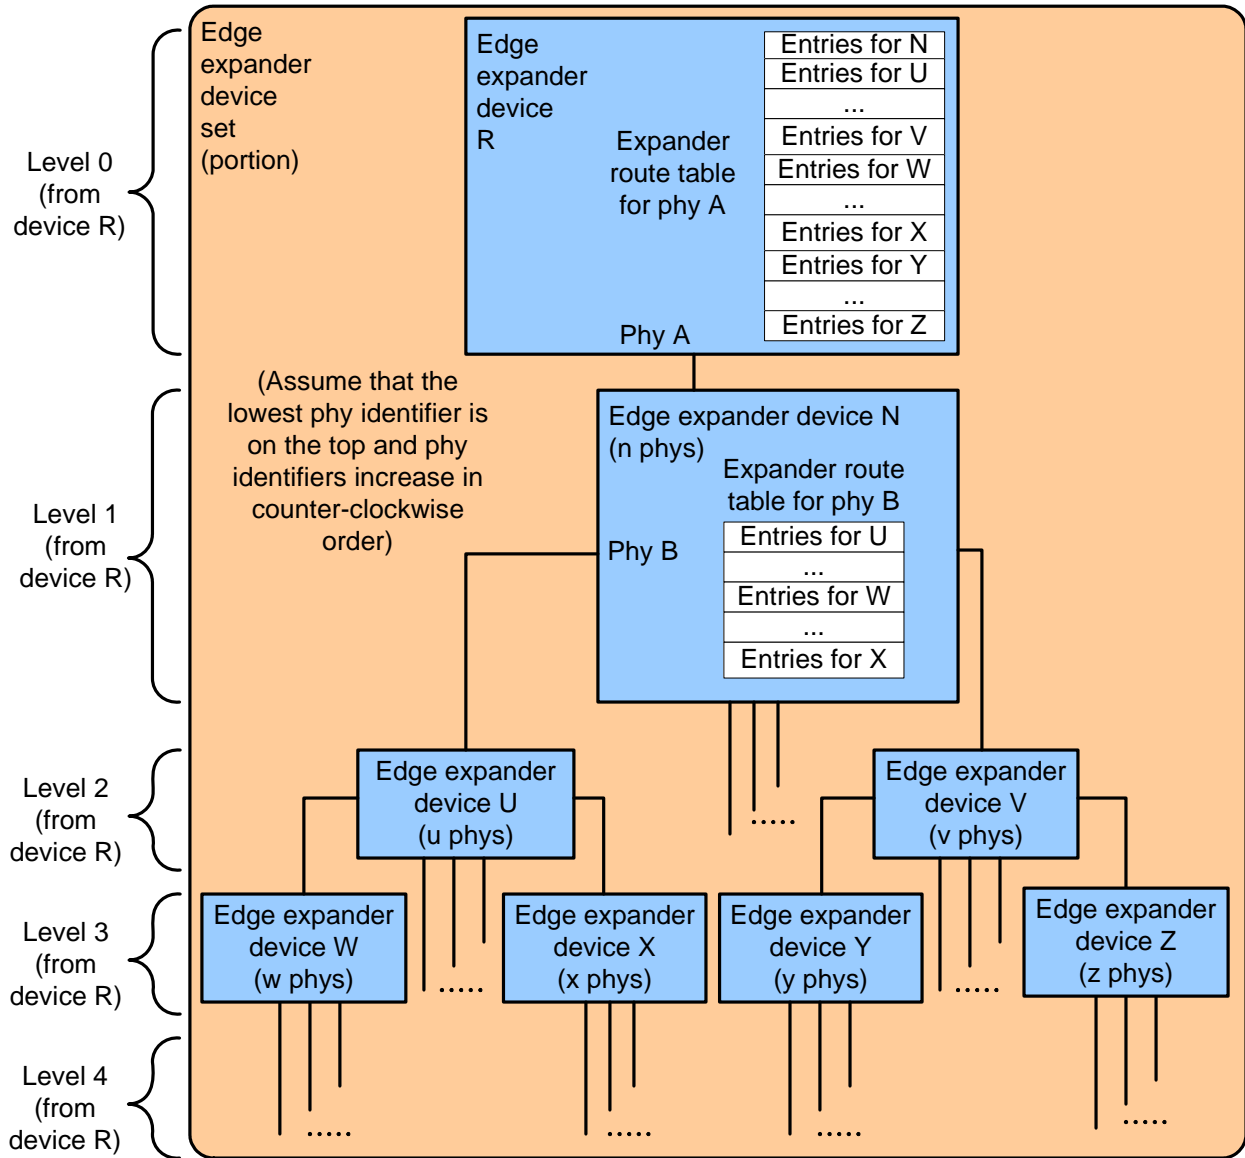 Edge
expander
device
set
(portion)
Edge
expander
device
R
Expander
route table
for phy A
Entries for N
Entries for U
...
Entries for V
Entries for W
...
Entries for X
Entries for Y
...
Entries for Z
Phy A
Level 0
(from
device R)
(Assume that the
lowest phy identifier is
on the top and phy
identifiers increase in
counter-clockwise
order)
Edge expander device N
(n phys)
Expander route
table for phy B
Phy B
Entries for U
...
Entries for W
...
Entries for X
Level 1
(from
device R)
Level 2
(from
device R)
Edge expander
device U
(u phys)
.....
Edge expander
device V
(v phys)
Level 3
(from
device R)
Edge expander
device W
(w phys)
.....
Edge expander
device X
(x phys)
Edge expander
device Y
(y phys)
.....
Edge expander
device Z
(z phys)
Level 4
(from
device R)
.....
.....
.....
.....